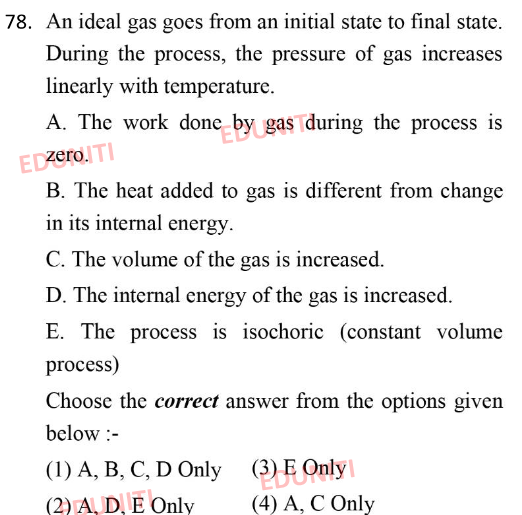 78. An ideal gas goes from an initial state to final state.
During the process, the pressure of gas increases
linearly with temperature.
A. The work done by gas during the process is
EDUNITI
zero.
EDUNITI
B. The heat added to gas is different from change
in its internal energy.
C. The volume of the gas is increased.
D. The internal energy of the gas is increased.
E. The process is isochoric (constant volume
process)
Choose the correct answer from the options given
below :-
(1) A, B, C, D Only (3) E Only
EDUNITI
(2) A, D, E Only (4) A, C Only
EDUNITI